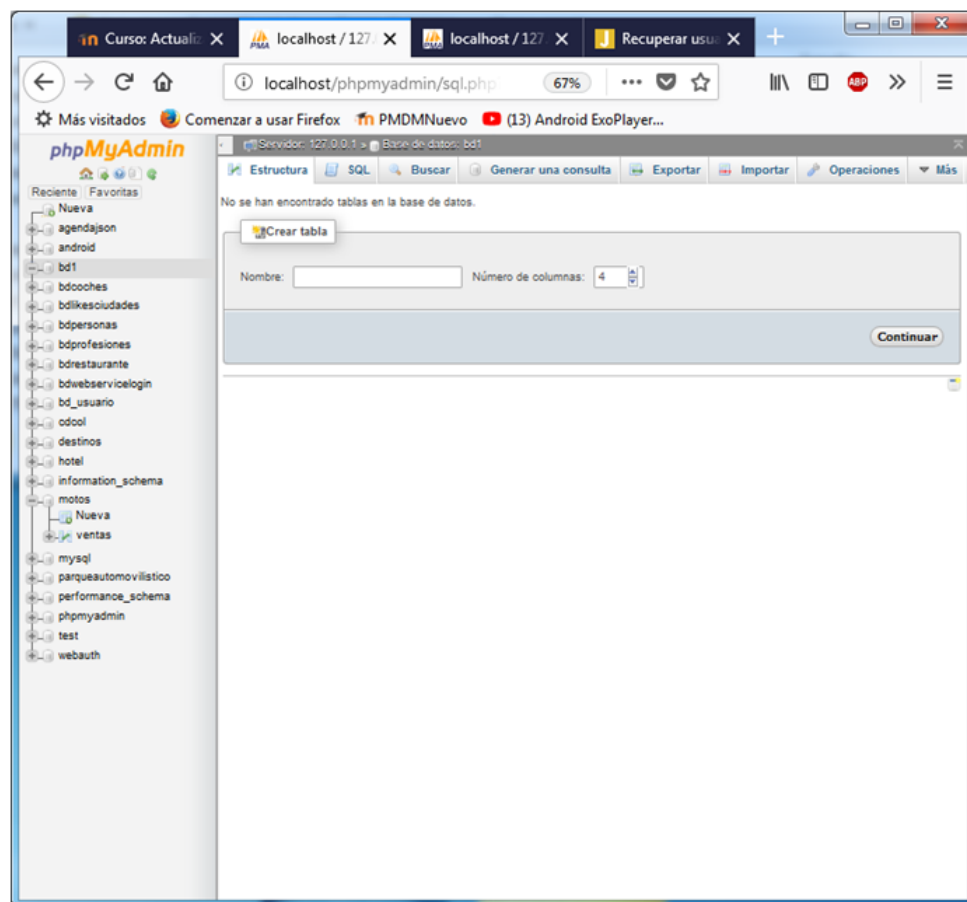 Curso: Actualiz
localhost / 127.
localhost / 127.
Recuperar usua
localhost/phpmyadmin/sql.php
67%
ABP
Más visitados
Comenzar a usar Firefox
PMDMNuevo
(13) Android ExoPlayer...
phpMyAdmin
Reciente
Favoritas
Nueva
agendajson
android
bd1
bdcoches
bdlikesciudades
bdpersonas
bdprofesiones
bdrestaurante
bdwebservicelogin
bd_usuario
cdcol
destinos
hotel
information_schema
motos
Nueva
ventas
mysql
parqueautomovilistico
performance_schema
phpmyadmin
test
webauth
Servidor: 127.0.0.1 » Base de datos: bd1
Estructura
SQL
Buscar
Generar una consulta
Exportar
Importar
Operaciones
Más
No se han encontrado tablas en la base de datos.
Crear tabla
Nombre:
Número de columnas: 4
Continuar